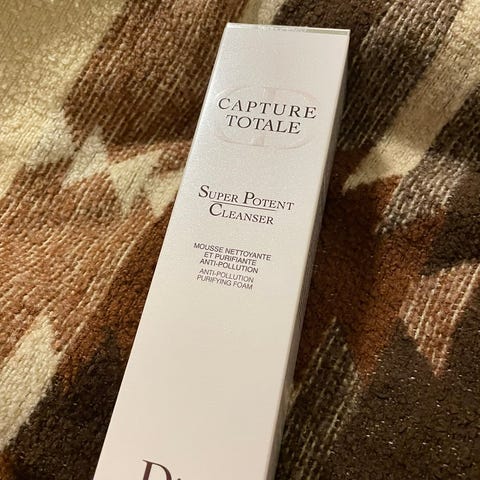 CAPTURE
TOTALE
SUPER POTENT
CLEANSER
MOUSSE NETTOYANTE
ET PURIFIANTE
ANTI-POLLUTION
ANTI-POLLUTION
PURIFYING FOAM